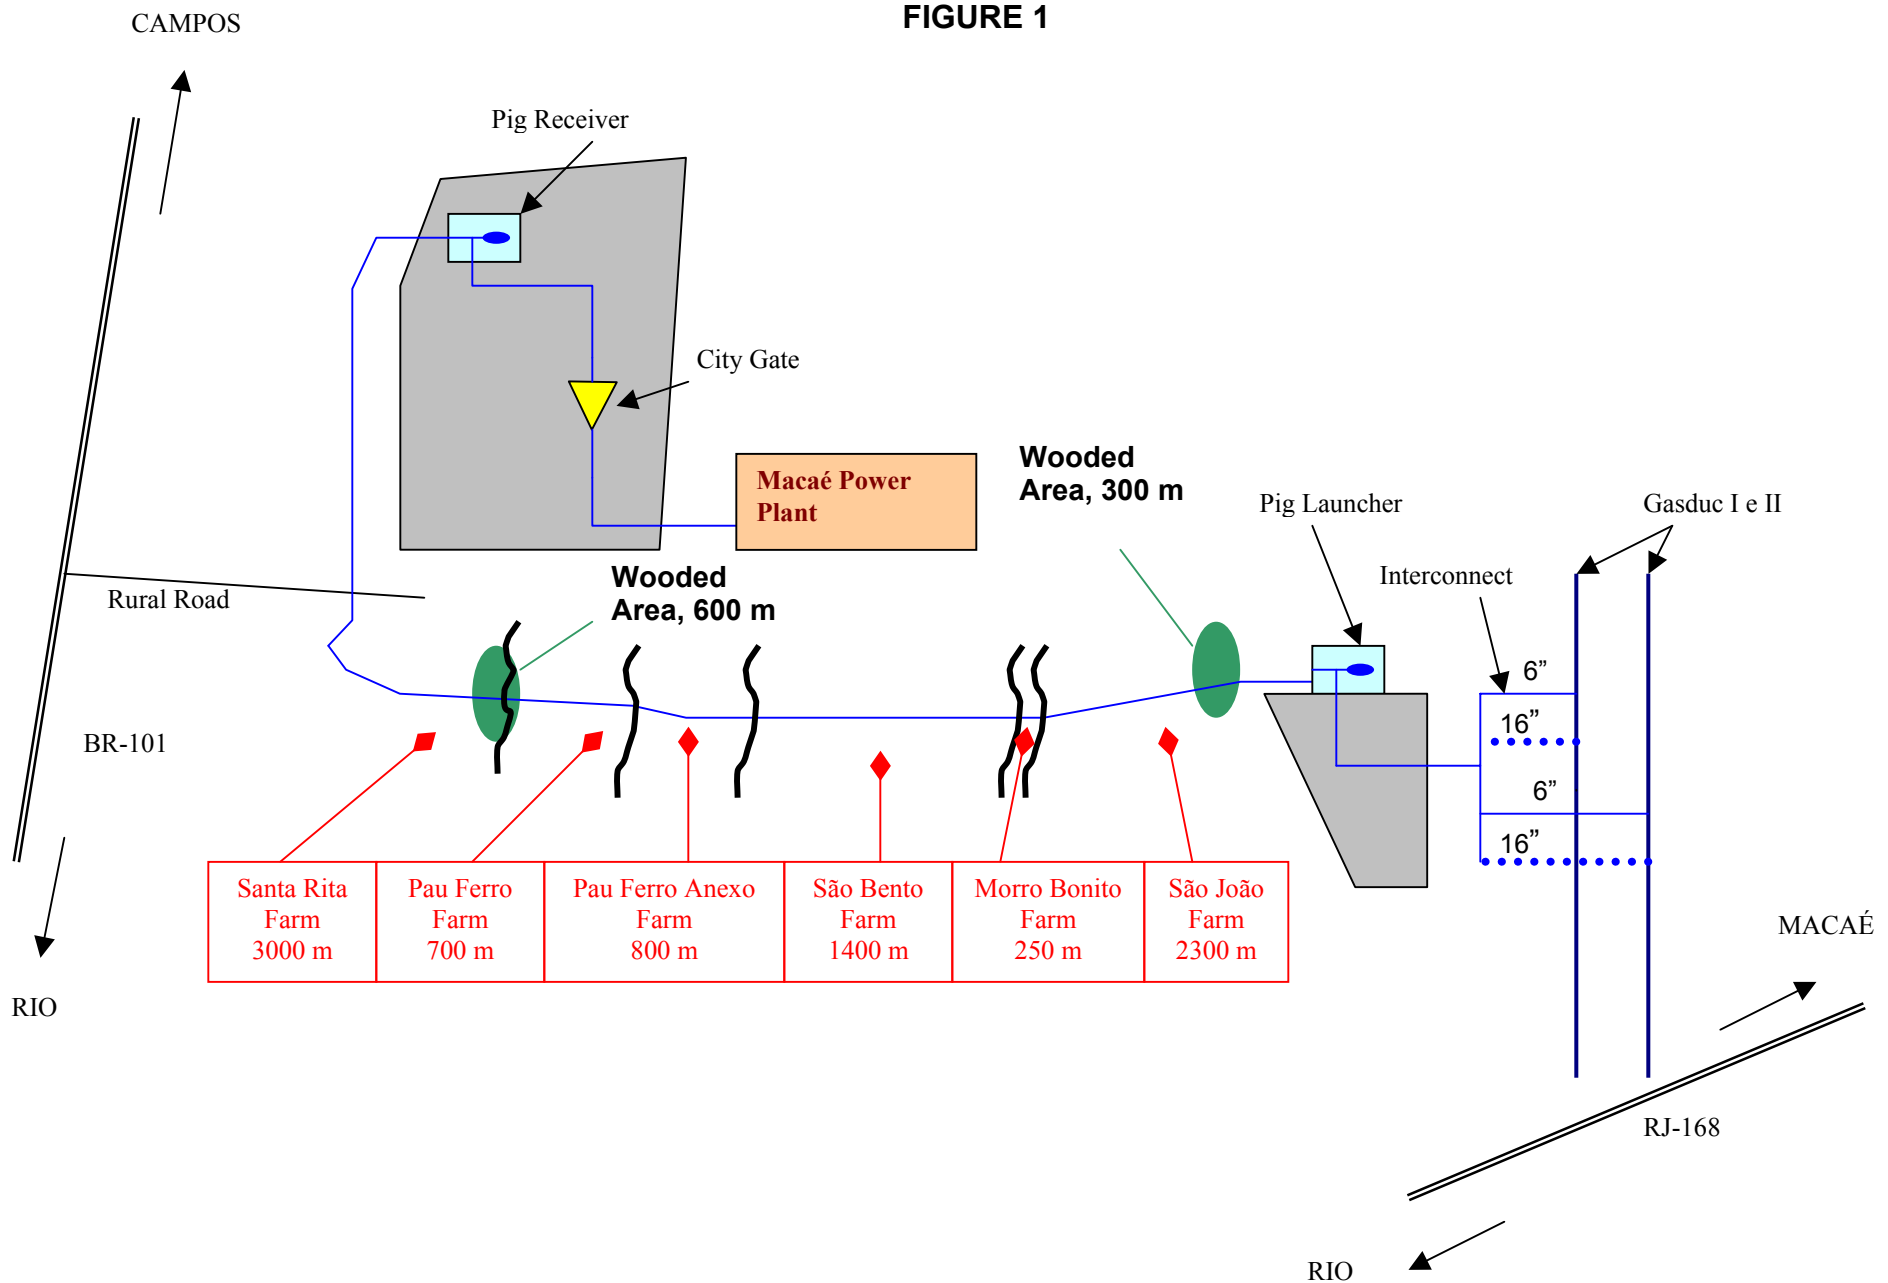 FIGURE 1
CAMPOS
Pig Receiver
City Gate
Macaé Power
Plant
Wooded
Area, 300 m
Pig Launcher
Gasduc I e II
Interconnect
Wooded
Area, 600 m
Rural Road
6”
16”
6”
16”
BR-101
Santa Rita
Farm
3000 m
Pau Ferro
Farm
700 m
Pau Ferro Anexo
Farm
800 m
São Bento
Farm
1400 m
Morro Bonito
Farm
250 m
São João
Farm
2300 m
MACAÉ
RIO
RJ-168
RIO